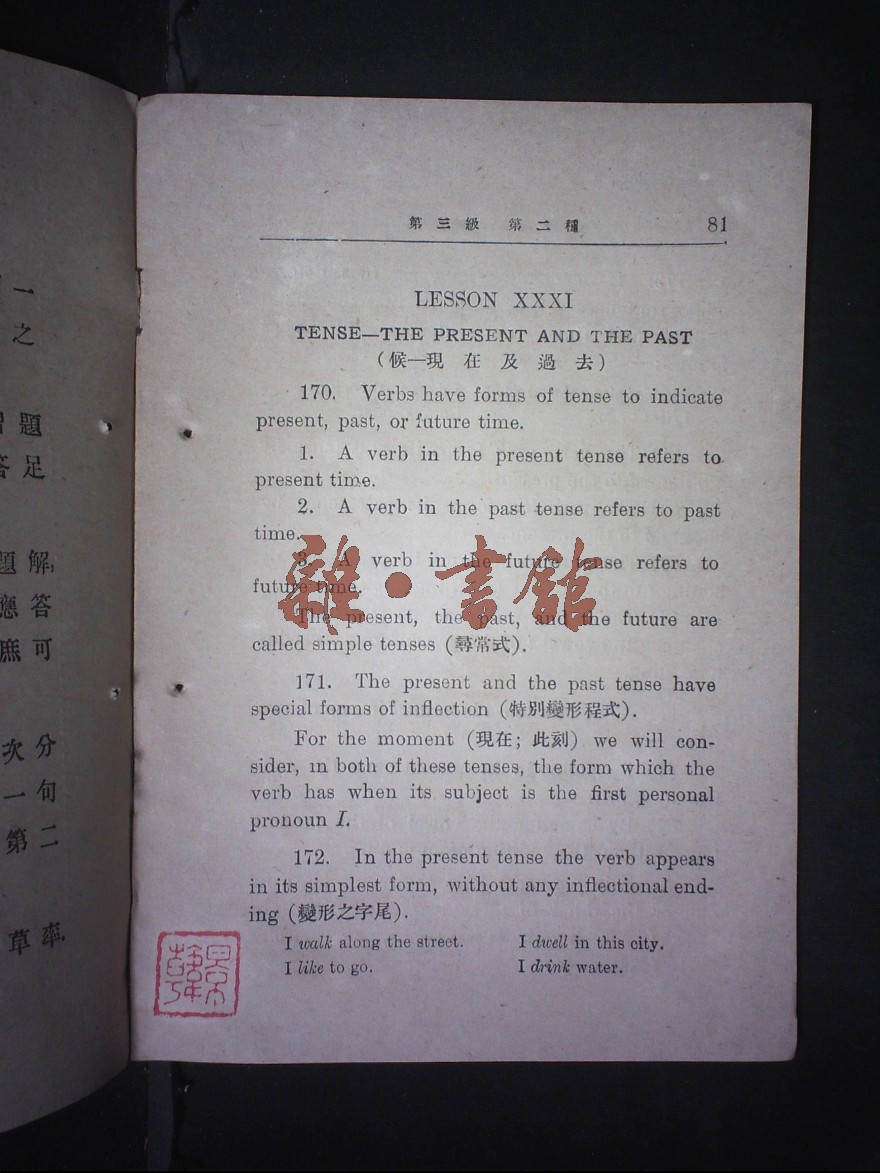 第三級 第二種 81
LESSON XXXI
TENSE—THE PRESENT AND THE PAST
(候—現在及過去)
170. Verbs have forms of tense to indicate
present, past, or future time.
1. A verb in the present tense refers to
present time.
2. A verb in the past tense refers to past
time.
3. A verb in the future tense refers to
future time.
The present, the past, and the future are
called simple tenses (尋常式).
171. The present and the past tense have
special forms of inflection (特別變形程式).
For the moment (現在; 此刻) we will con-
sider, in both of these tenses, the form which the
verb has when its subject is the first personal
pronoun I.
172. In the present tense the verb appears
in its simplest form, without any inflectional end-
ing (變形之字尾).
I walk along the street. I dwell in this city.
I like to go. I drink water.
雜·書館
一
之
題
答足
題解
應答
庶可
次分
一句
第二
草率